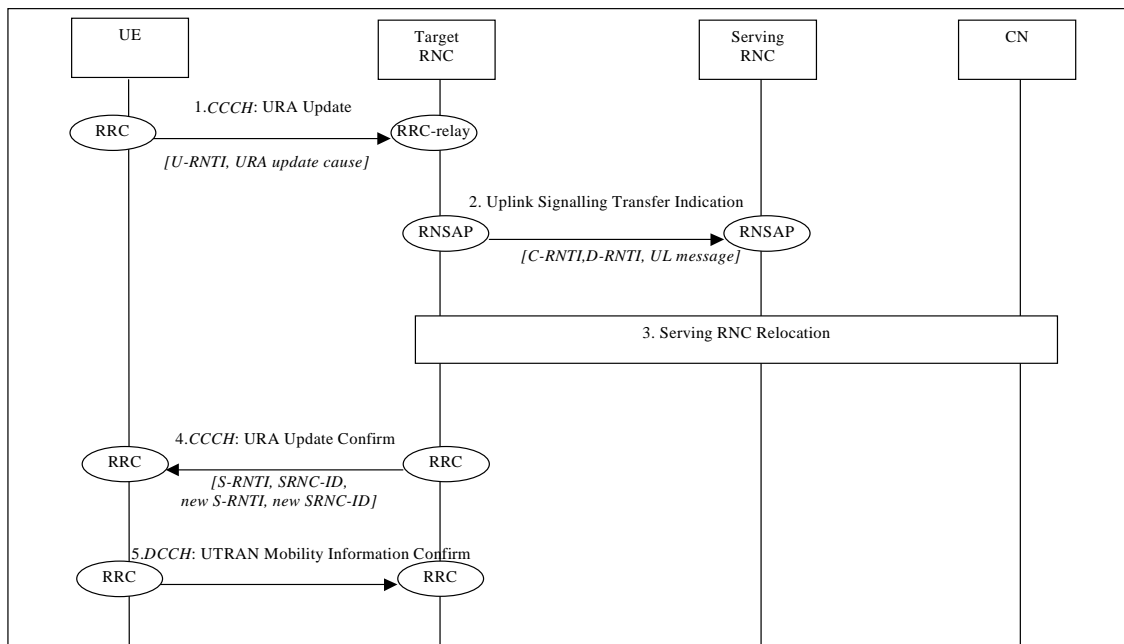 UE
Target
RNC
Serving
RNC
CN
1.CCCH: URA Update
RRC
RRC-relay
[U-RNTI, URA update cause]
2. Uplink Signalling Transfer Indication
RNSAP
RNSAP
[C-RNTI,D-RNTI, UL message]
3. Serving RNC Relocation
4.CCCH: URA Update Confirm
RRC
RRC
[S-RNTI, SRNC-ID,
new S-RNTI, new SRNC-ID]
5.DCCH: UTRAN Mobility Information Confirm
RRC
RRC